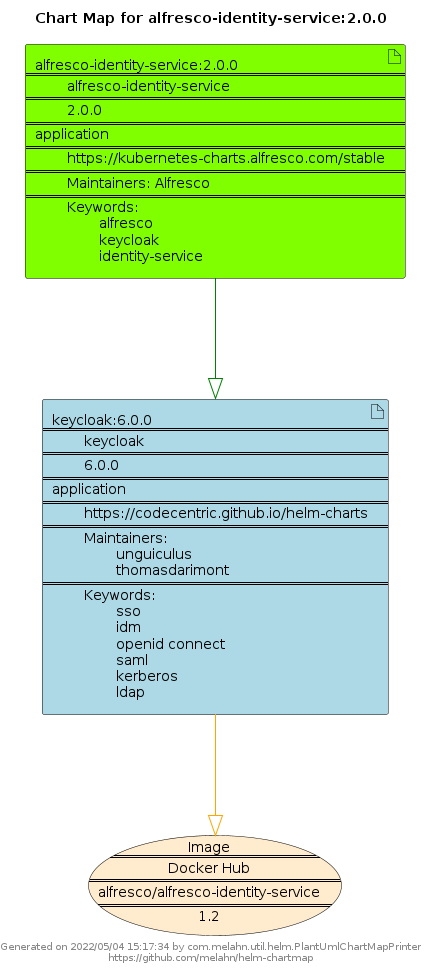 Chart Map for alfresco-identity-service:2.0.0
alfresco-identity-service:2.0.0
alfresco-identity-service
2.0.0
application
https://kubernetes-charts.alfresco.com/stable
Maintainers: Alfresco
Keywords:
alfresco
keycloak
identity-service
keycloak:6.0.0
keycloak
6.0.0
application
https://codecentric.github.io/helm-charts
Maintainers:
unguiculus
thomasdarimont
Keywords:
sso
idm
openid connect
saml
kerberos
ldap
Image
Docker Hub
alfresco/alfresco-identity-service
1.2
Generated on 2022/05/04 15:17:34 by com.melahn.util.helm.PlantUmlChartMapPrinter
https://github.com/melahn/helm-chartmap